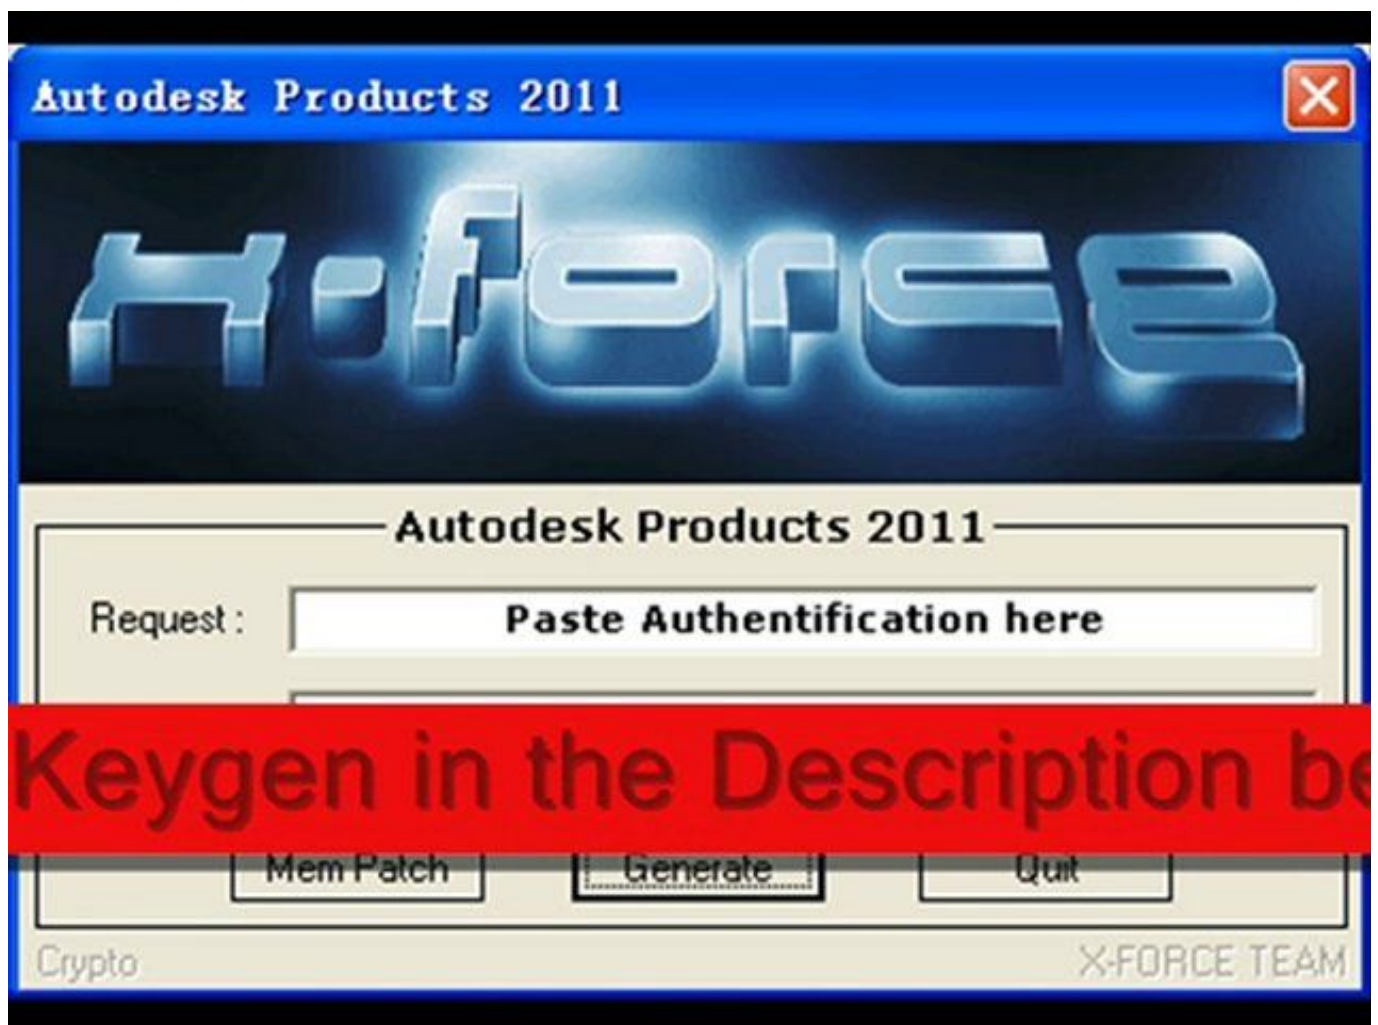 Autodesk Products 2011
x-force
Autodesk Products 2011
Request :
Paste Authentification here
Keygen in the Description be
Mem Patch
Generate
Quit
Crypto
X-FORCE TEAM